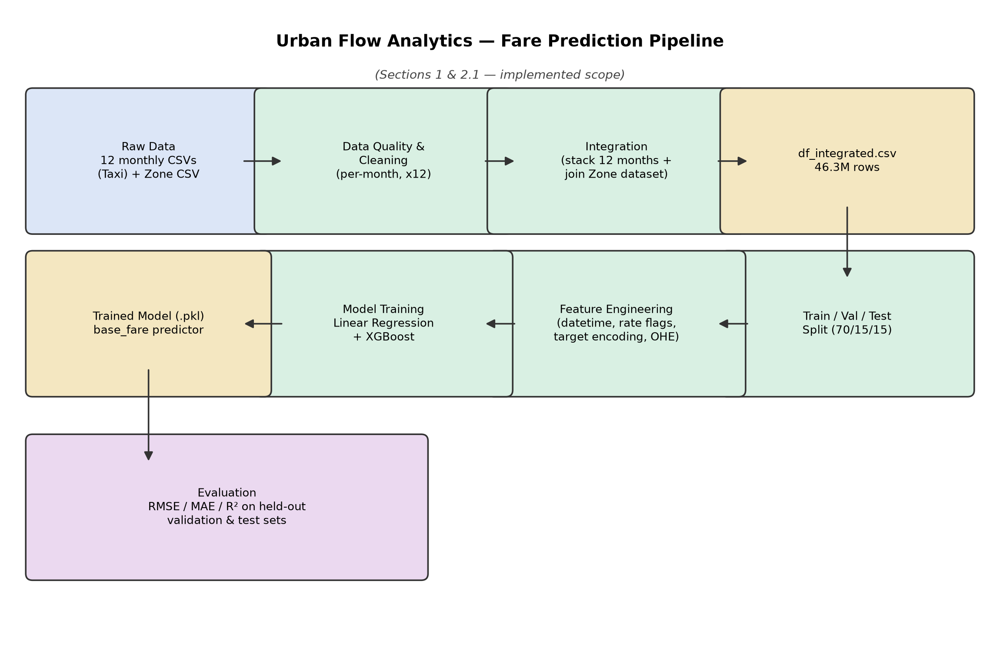 Urban Flow Analytics — Fare Prediction Pipeline
(Sections 1 & 2.1 — implemented scope)
Raw Data
12 monthly CSVs
(Taxi) + Zone CSV
Data Quality &
Cleaning
(per-month, x12)
Integration
(stack 12 months +
join Zone dataset)
df_integrated.csv
46.3M rows
Train / Val / Test
Split (70/15/15)
Feature Engineering
(datetime, rate flags,
target encoding, OHE)
Model Training
Linear Regression
+ XGBoost
Trained Model (.pkl)
base_fare predictor
Evaluation
RMSE / MAE / R² on held-out
validation & test sets